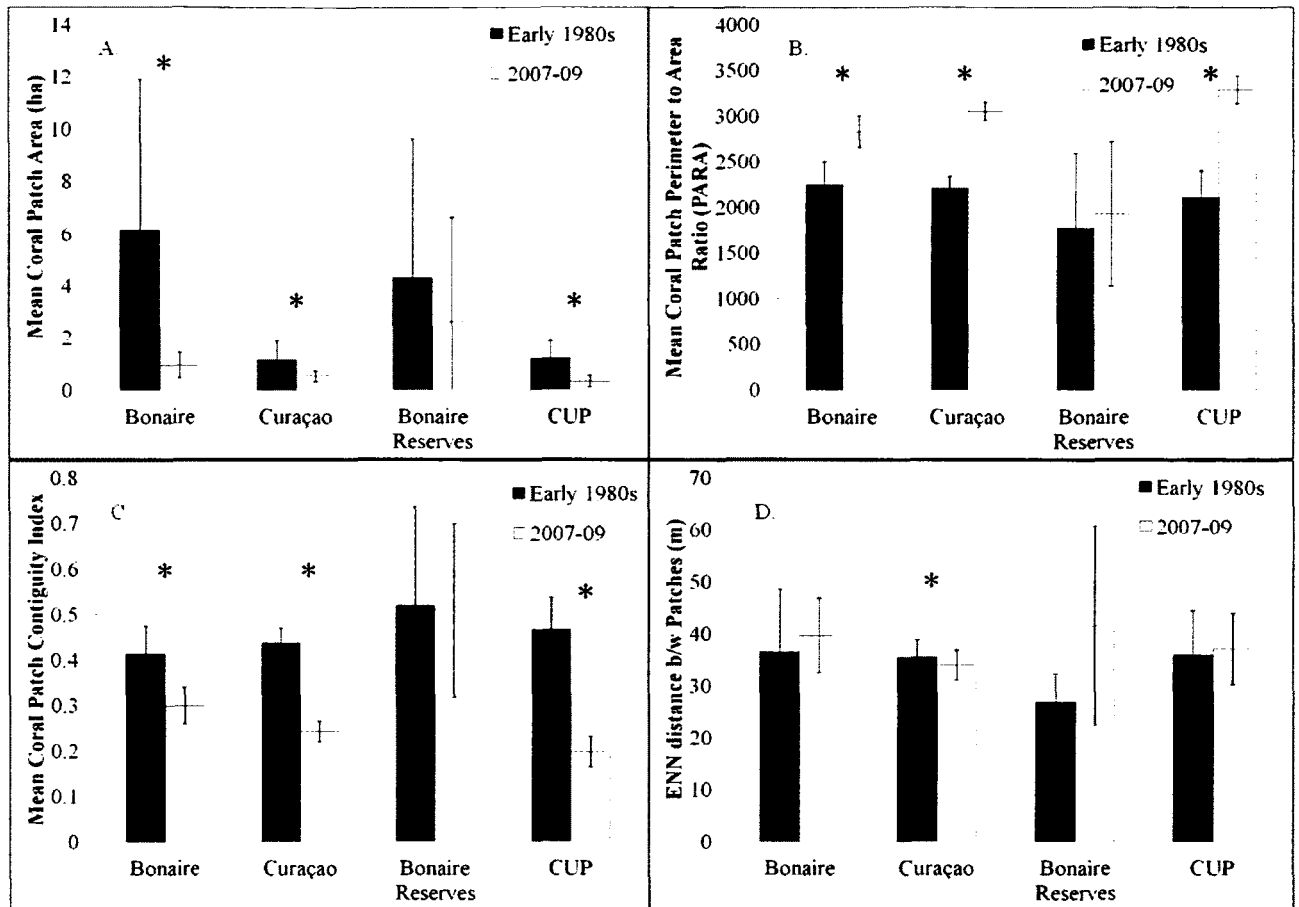 A.
Early 1980s
2007-09
*
*
*
14
12
10
8
6
4
2
0
Mean Coral Patch Area (ha)
Bonaire
Curaçao
Bonaire
Reserves
CUP
B.
Early 1980s
2007-09
*
*
*
4000
3500
3000
2500
2000
1500
1000
500
0
Mean Coral Patch Perimeter to Area
Ratio (PARA)
Bonaire
Curaçao
Bonaire
Reserves
CUP
C
Early 1980s
2007-09
*
*
*
0.8
0.7
0.6
0.5
0.4
0.3
0.2
0.1
0
Mean Coral Patch Contiguity Index
Bonaire
Curaçao
Bonaire
Reserves
CUP
D.
Early 1980s
2007-09
*
70
60
50
40
30
20
10
0
ENN distance b/w Patches (m)
Bonaire
Curaçao
Bonaire
Reserves
CUP